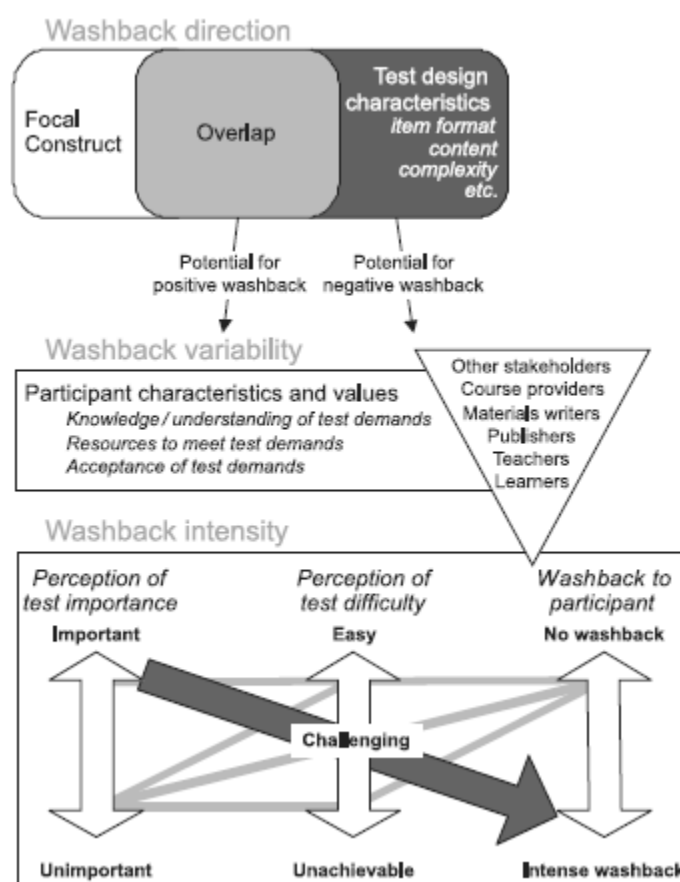 Washback direction
Focal
Construct
Overlap
Test design
characteristics
item format
content
complexity
etc.
Potential for
positive washback
Potential for
negative washback
Washback variability
Participant characteristics and values
Knowledge / understanding of test demands
Resources to meet test demands
Acceptance of test demands
Other stakeholders
Course providers
Materials writers
Publishers
Teachers
Learners
Washback intensity
Perception of
test importance
Perception of
test difficulty
Washback to
participant
Important
Easy
No washback
Challenging
Unimportant
Unachievable
Intense washback